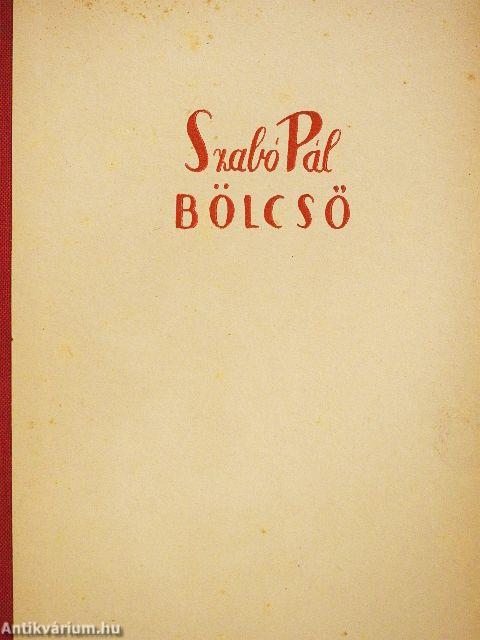 Szabó Pál
BÖLCSŐ
Antikvárium.hu